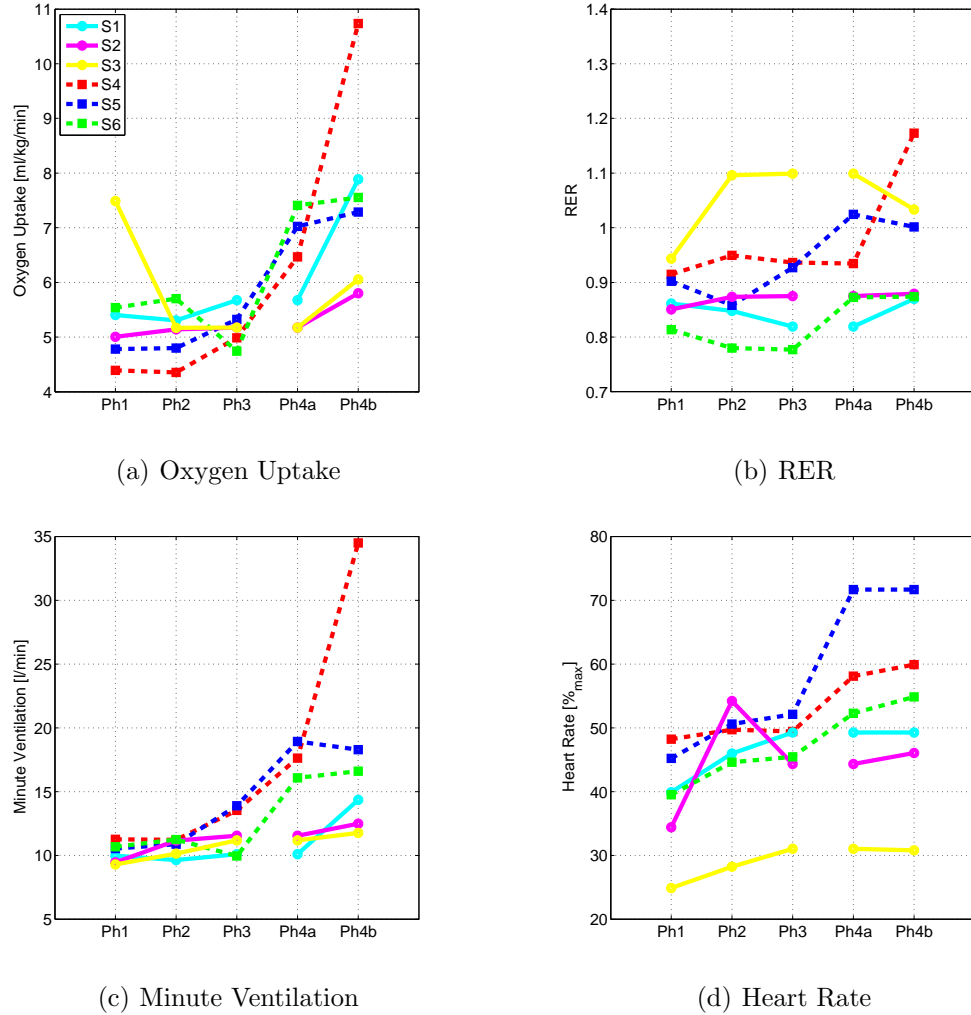 11
10
9
8
7
6
5
4
Oxygen Uptake [ml/kg/min]
S1
S2
S3
S4
S5
S6
Ph1 Ph2 Ph3 Ph4a Ph4b
(a) Oxygen Uptake
1.4
1.3
1.2
1.1
1
0.9
0.8
0.7
RER
Ph1 Ph2 Ph3 Ph4a Ph4b
(b) RER
35
30
25
20
15
10
5
Minute Ventilation [l/min]
Ph1 Ph2 Ph3 Ph4a Ph4b
(c) Minute Ventilation
80
70
60
50
40
30
20
Heart Rate [%max]
Ph1 Ph2 Ph3 Ph4a Ph4b
(d) Heart Rate